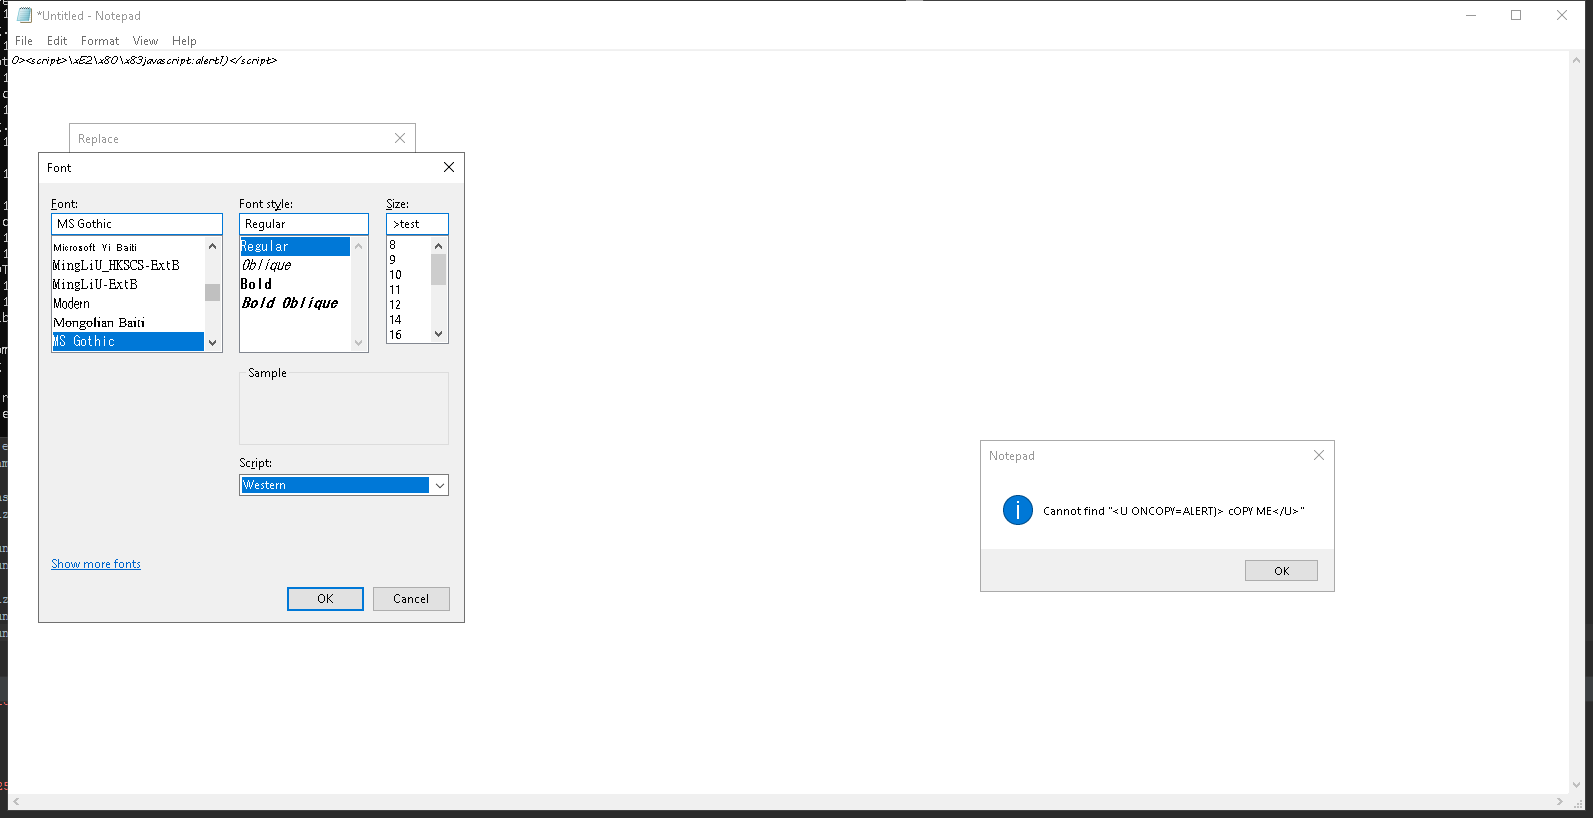 *Untitled - Notepad
File Edit Format View Help
0><script>\xE2\x80\x83javascript:alert1)</script>
Replace
Font
Font:
Font style:
Size:
MS Gothic
Regular
>test
Microsoft Yi Baiti
MingLiU_HKSCS-ExtB
MingLiU-ExtB
Modern
Mongolian Baiti
MS Gothic
Regular
Oblique
Bold
Bold Oblique
8
9
10
11
12
14
16
Sample
Script:
Western
Show more fonts
OK
Cancel
Notepad
Cannot find "<U ONCOPY=ALERT)> cOPY ME</U>"
OK